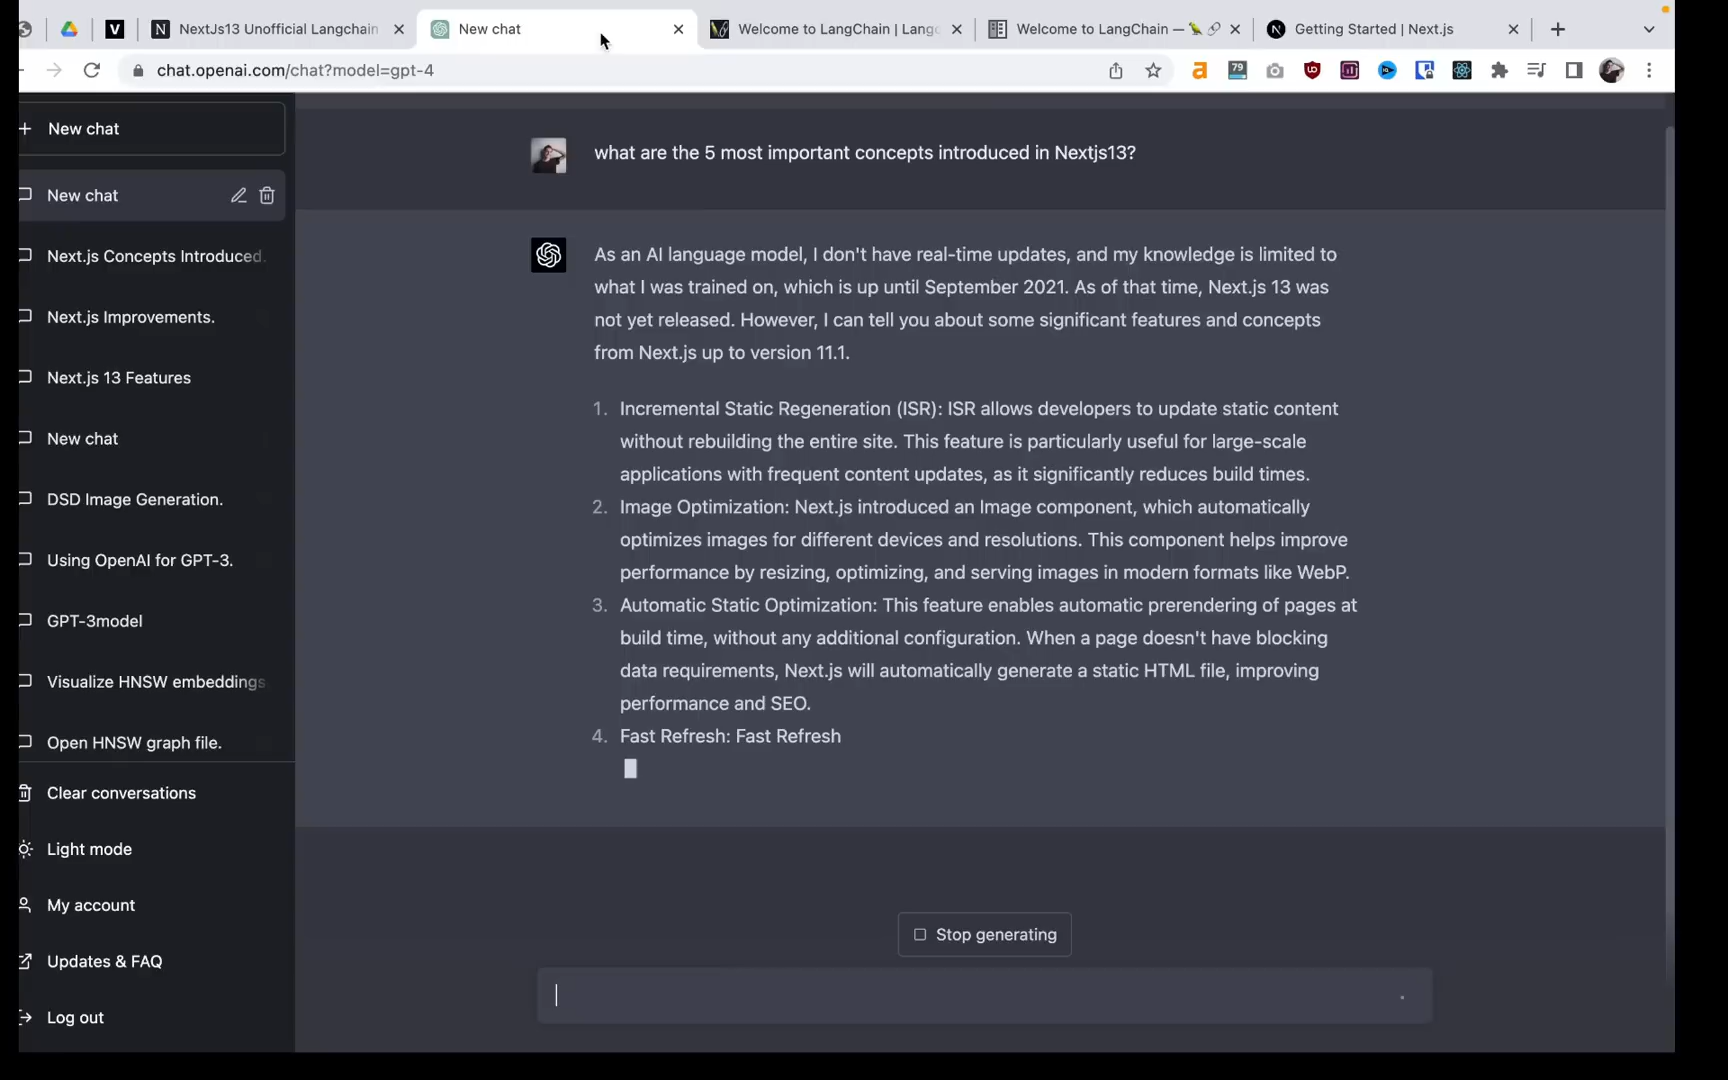 NextJs13 Unofficial Langchain
New chat
Welcome to LangChain | Lang
Welcome to LangChain —
Getting Started | Next.js
chat.openai.com/chat?model=gpt-4
79
New chat
New chat
Next.js Concepts Introduced.
Next.js Improvements.
Next.js 13 Features
New chat
DSD Image Generation.
Using OpenAI for GPT-3.
GPT-3model
Visualize HNSW embeddings
Open HNSW graph file.
Clear conversations
Light mode
My account
Updates & FAQ
Log out
what are the 5 most important concepts introduced in Nextjs13?
As an AI language model, I don't have real-time updates, and my knowledge is limited to
what I was trained on, which is up until September 2021. As of that time, Next.js 13 was
not yet released. However, I can tell you about some significant features and concepts
from Next.js up to version 11.1.
1. Incremental Static Regeneration (ISR): ISR allows developers to update static content
without rebuilding the entire site. This feature is particularly useful for large-scale
applications with frequent content updates, as it significantly reduces build times.
2. Image Optimization: Next.js introduced an Image component, which automatically
optimizes images for different devices and resolutions. This component helps improve
performance by resizing, optimizing, and serving images in modern formats like WebP.
3. Automatic Static Optimization: This feature enables automatic prerendering of pages at
build time, without any additional configuration. When a page doesn't have blocking
data requirements, Next.js will automatically generate a static HTML file, improving
performance and SEO.
4. Fast Refresh: Fast Refresh
Stop generating